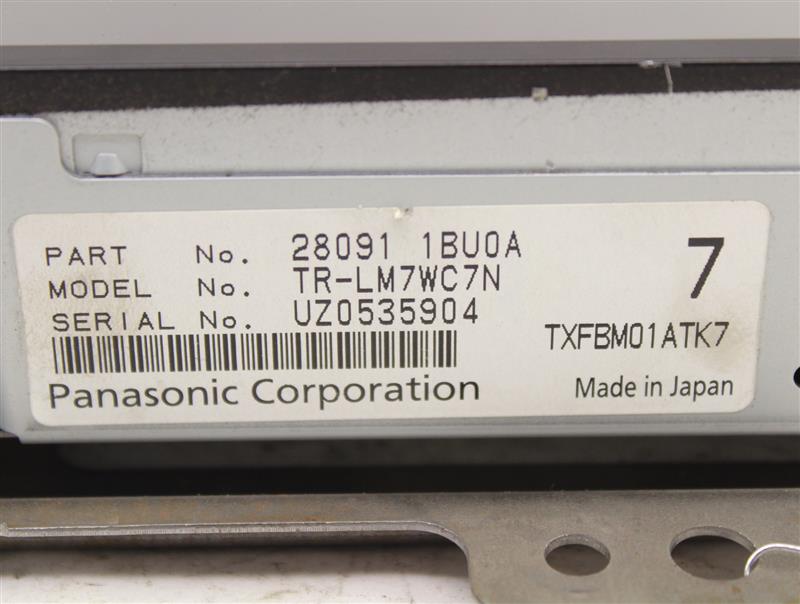 PART No. 28091 1BU0A
MODEL No. TR-LM7WC7N
SERIAL No. UZ0535904
7
TXFBM01ATK7
Panasonic Corporation
Made in Japan